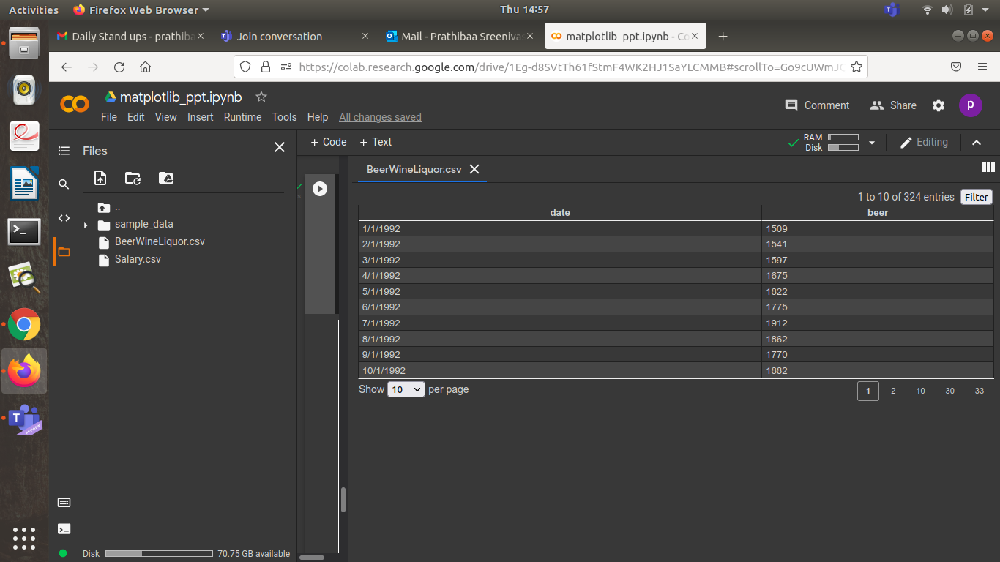 Activities Firefox Web Browser Thu 14:57
Daily Stand ups - prathiba Join conversation Mail - Prathibaa Sreenivas matplotlib_ppt.ipynb - Co
https://colab.research.google.com/drive/1Eg-d8SVtTh61fStmF4WK2HJ1SaYLCMMB#scrollTo=Go9cUWmJC
matplotlib_ppt.ipynb
File Edit View Insert Runtime Tools Help All changes saved
Comment Share p
Files
+ Code + Text
RAM
Disk
Editing
BeerWineLiquor.csv
1 to 10 of 324 entries Filter
..
sample_data
BeerWineLiquor.csv
Salary.csv
date beer
1/1/1992 1509
2/1/1992 1541
3/1/1992 1597
4/1/1992 1675
5/1/1992 1822
6/1/1992 1775
7/1/1992 1912
8/1/1992 1862
9/1/1992 1770
10/1/1992 1882
Show 10 per page
1 2 10 30 33
Disk 70.75 GB available